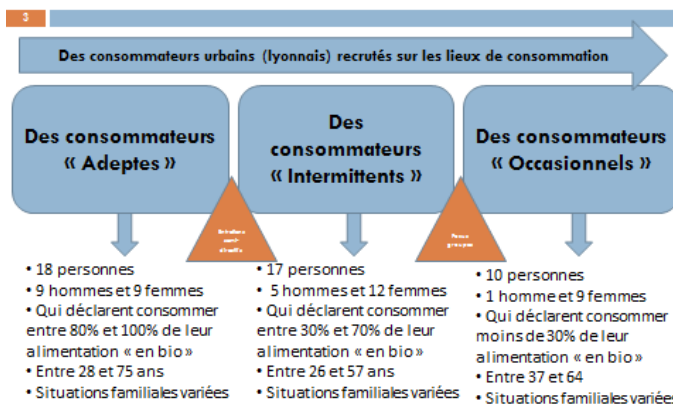 3
Des consommateurs urbains (lyonnais) recrutés sur les lieux de consommation
Des consommateurs
« Adeptes »
Des
consommateurs
« Intermittents »
Des consommateurs
« Occasionnels »
Entretiens
semi-
directifs
Focus
groupes
• 18 personnes
• 9 hommes et 9 femmes
• Qui déclarent consommer
entre 80% et 100% de leur
alimentation « en bio»
• Entre 28 et 75 ans
• Situations familiales variées
• 17 personnes
• 5 hommes et 12 femmes
• Qui déclarent consommer
entre 30% et 70% de leur
alimentation « en bio»
• Entre 26 et 57 ans
• Situations familiales variées
• 10 personnes
• 1 homme et 9 femmes
• Qui déclarent consommer
moins de 30% de leur
alimentation « en bio»
• Entre 37 et 64
• Situations familiales variées